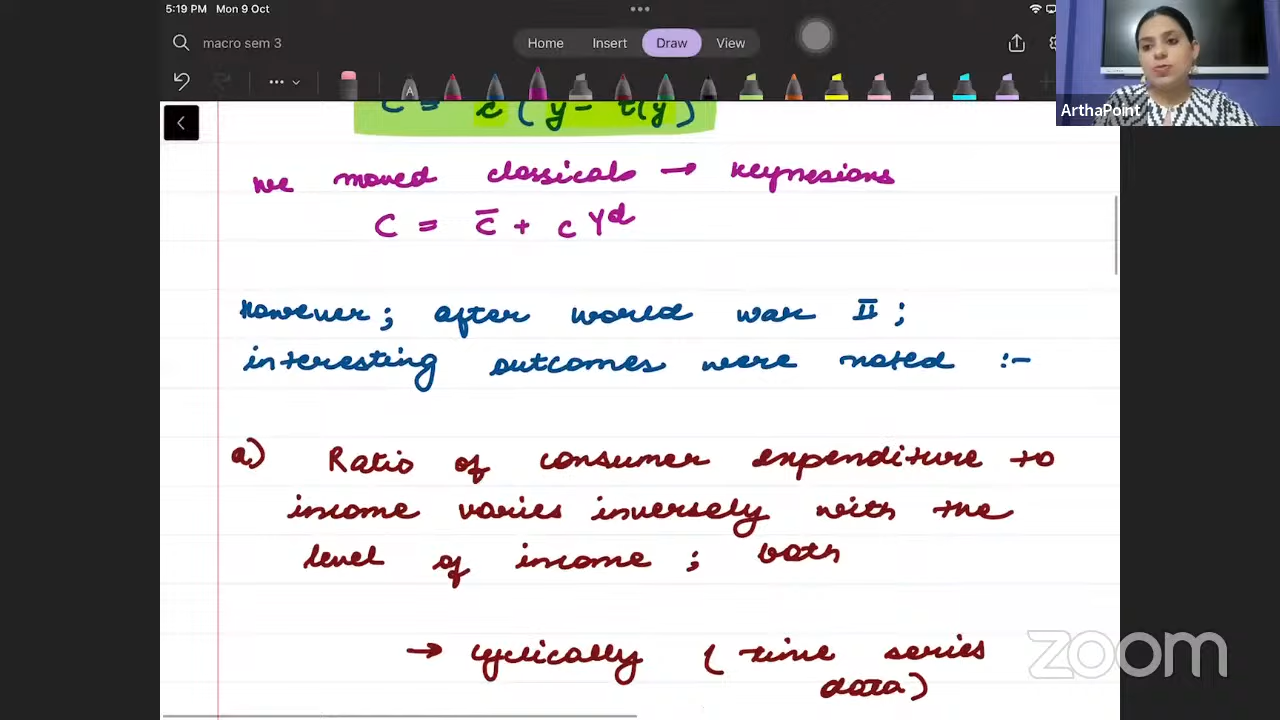 5:19 PM Mon 9 Oct
macro sem 3
Home Insert Draw View
A
ArthaPoint
C = c ( y - t(y)
we moved classicals → keynesians
C = C̅ + c Yd
However ; after world war II ;
interesting outcomes were noted :-
a.) Ratio of consumer expenditure to
income varies inversely with the
level of income ; both
→ cyclically ( time series
data)
zoom